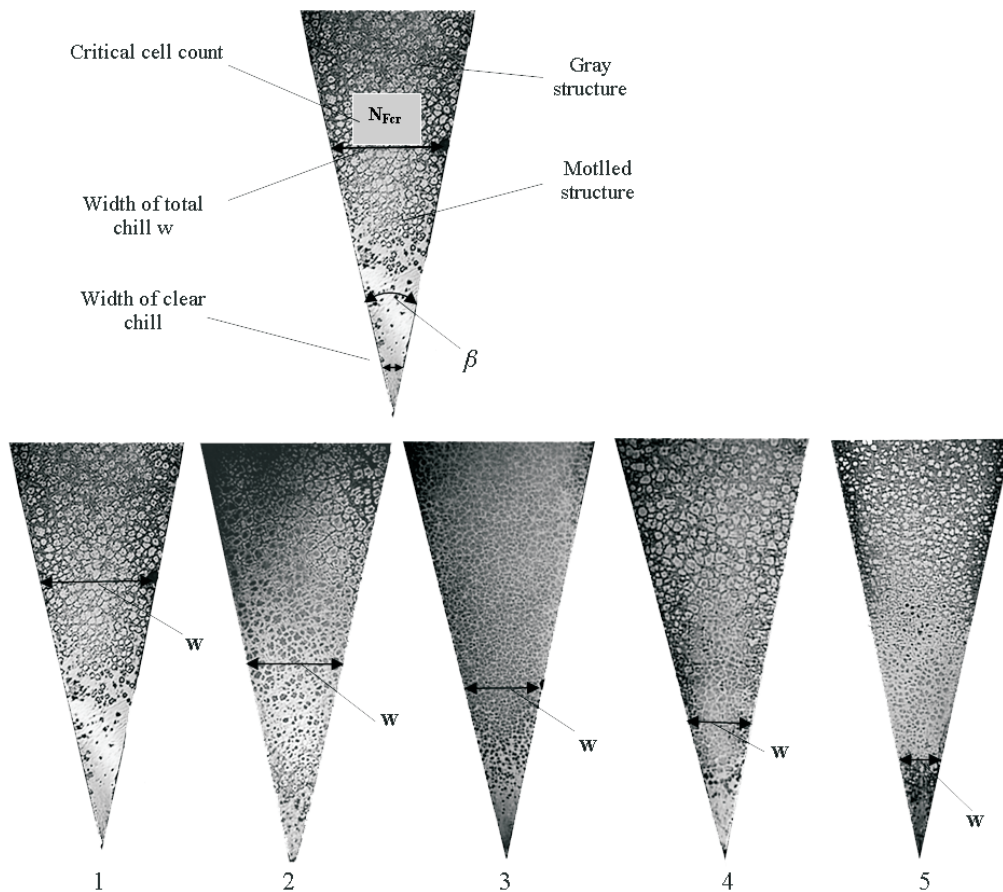 Critical cell count
Gray
structure
N_Fcr
Width of total
chill w
Motlled
structure
Width of clear
chill
β
w
w
w
w
w
1
2
3
4
5